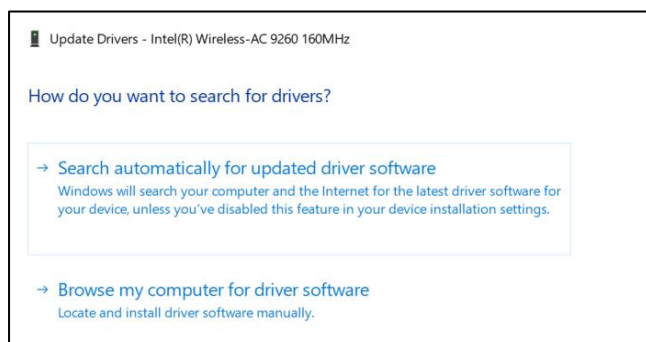 Update Drivers - Intel(R) Wireless-AC 9260 160MHz
How do you want to search for drivers?
→ Search automatically for updated driver software
Windows will search your computer and the Internet for the latest driver software for
your device, unless you've disabled this feature in your device installation settings.
→ Browse my computer for driver software
Locate and install driver software manually.